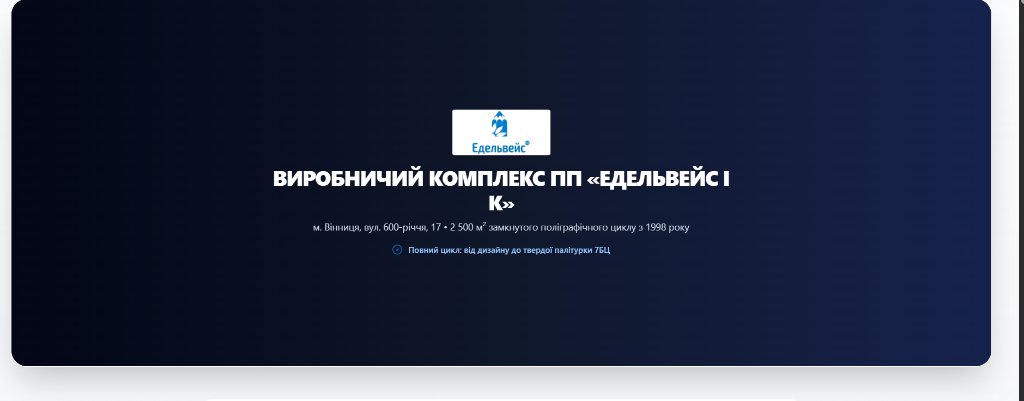 Едельвейс®
ВИРОБНИЧИЙ КОМПЛЕКС ПП «ЕДЕЛЬВЕЙС І
К»
м. Вінниця, вул. 600-річчя, 17 • 2 500 м² замкнутого поліграфічного циклу з 1998 року
Повний цикл: від дизайну до твердої палітурки 7БЦ